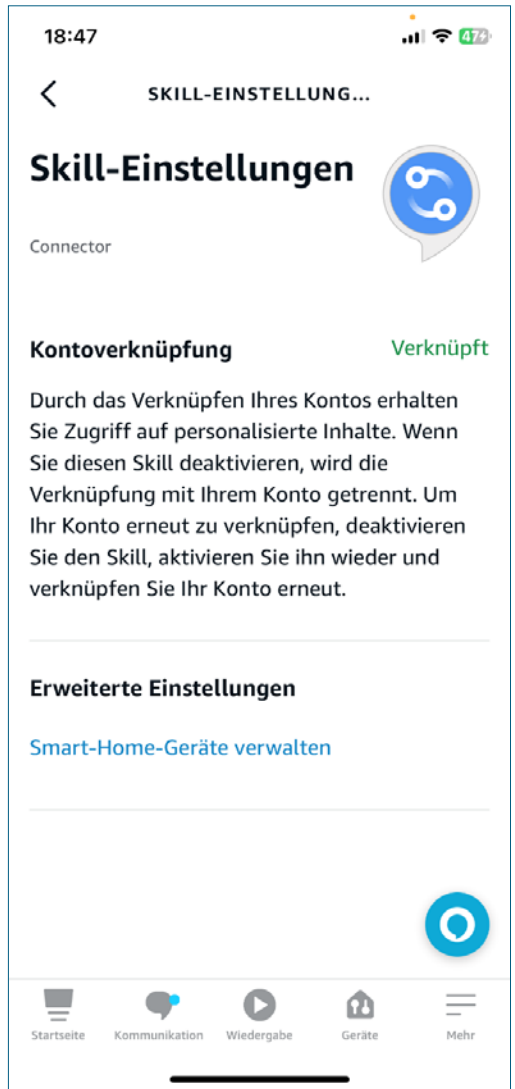 18:47
47
SKILL-EINSTELLUNG...
Skill-Einstellungen
Connector
Kontoverknüpfung
Verknüpft
Durch das Verknüpfen Ihres Kontos erhalten
Sie Zugriff auf personalisierte Inhalte. Wenn
Sie diesen Skill deaktivieren, wird die
Verknüpfung mit Ihrem Konto getrennt. Um
Ihr Konto erneut zu verknüpfen, deaktivieren
Sie den Skill, aktivieren Sie ihn wieder und
verknüpfen Sie Ihr Konto erneut.
Erweiterte Einstellungen
Smart-Home-Geräte verwalten
Startseite
Kommunikation
Wiedergabe
Geräte
Mehr